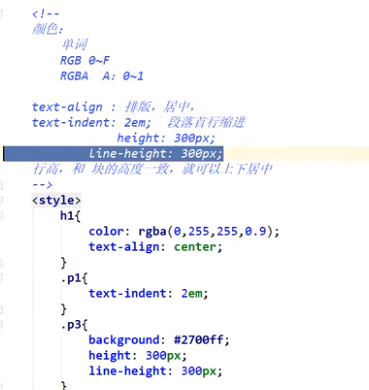 <!--
颜色:
单词
RGB 0~F
RGBA A: 0~1
text-align : 排版, 居中,
text-indent: 2em; 段落首行缩进
height: 300px;
line-height: 300px;
行高, 和 块的高度一致, 就可以上下居中
-->
<style>
h1{
color: rgba(0,255,255,0.9);
text-align: center;
}
.p1{
text-indent: 2em;
}
.p3{
background: #2700ff;
height: 300px;
line-height: 300px;
}